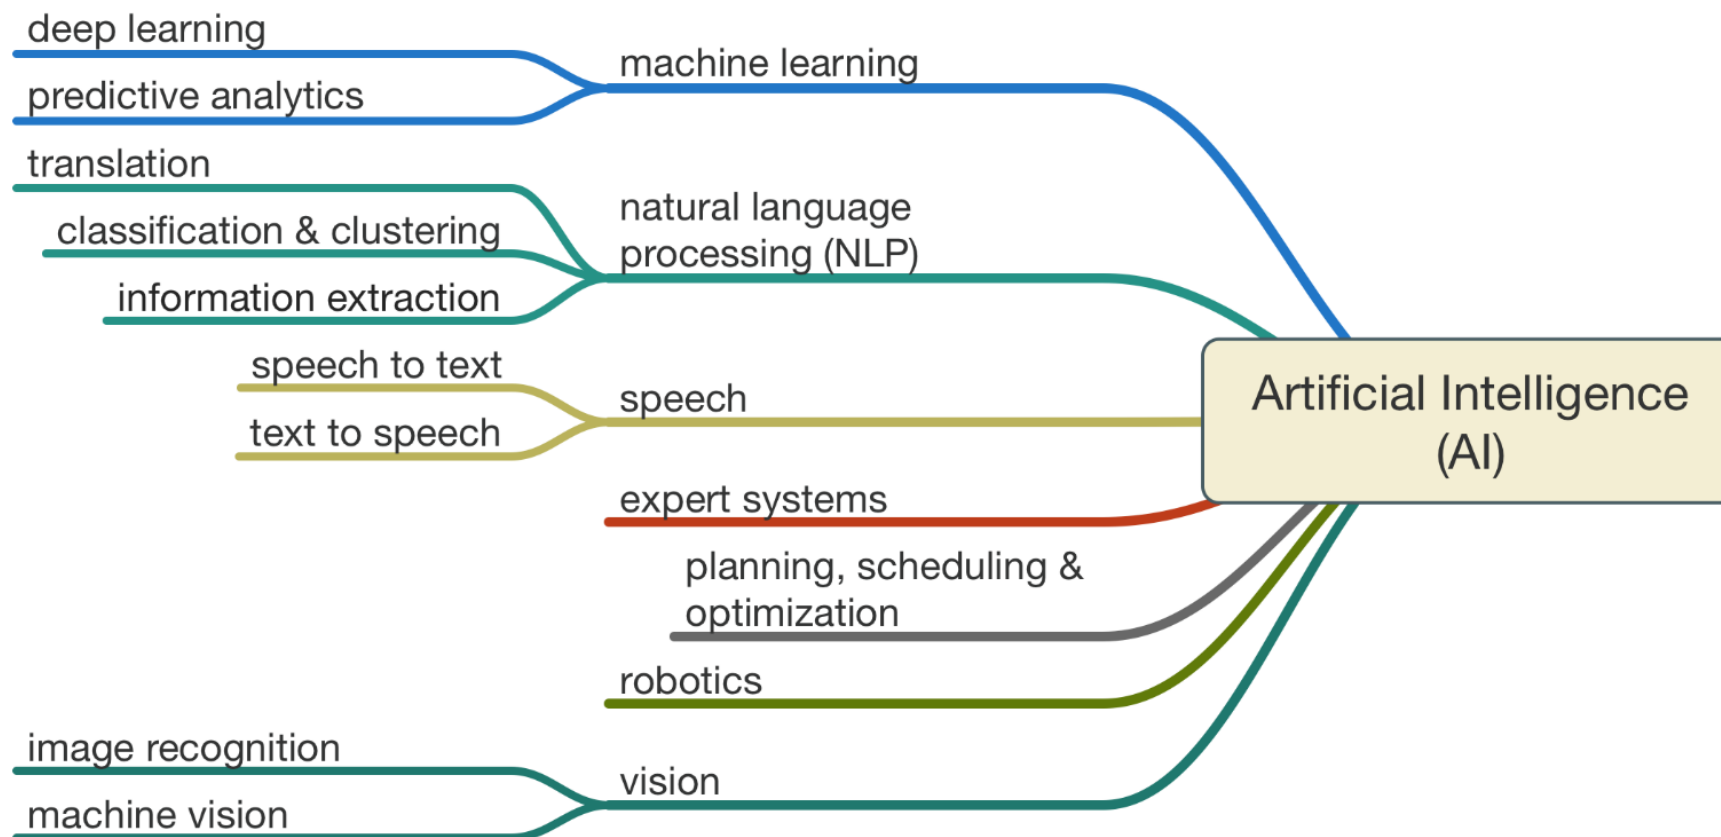 deep learning
predictive analytics
machine learning
translation
classification & clustering
information extraction
natural language
processing (NLP)
speech to text
text to speech
speech
expert systems
planning, scheduling &
optimization
robotics
image recognition
machine vision
vision
Artificial Intelligence
(AI)